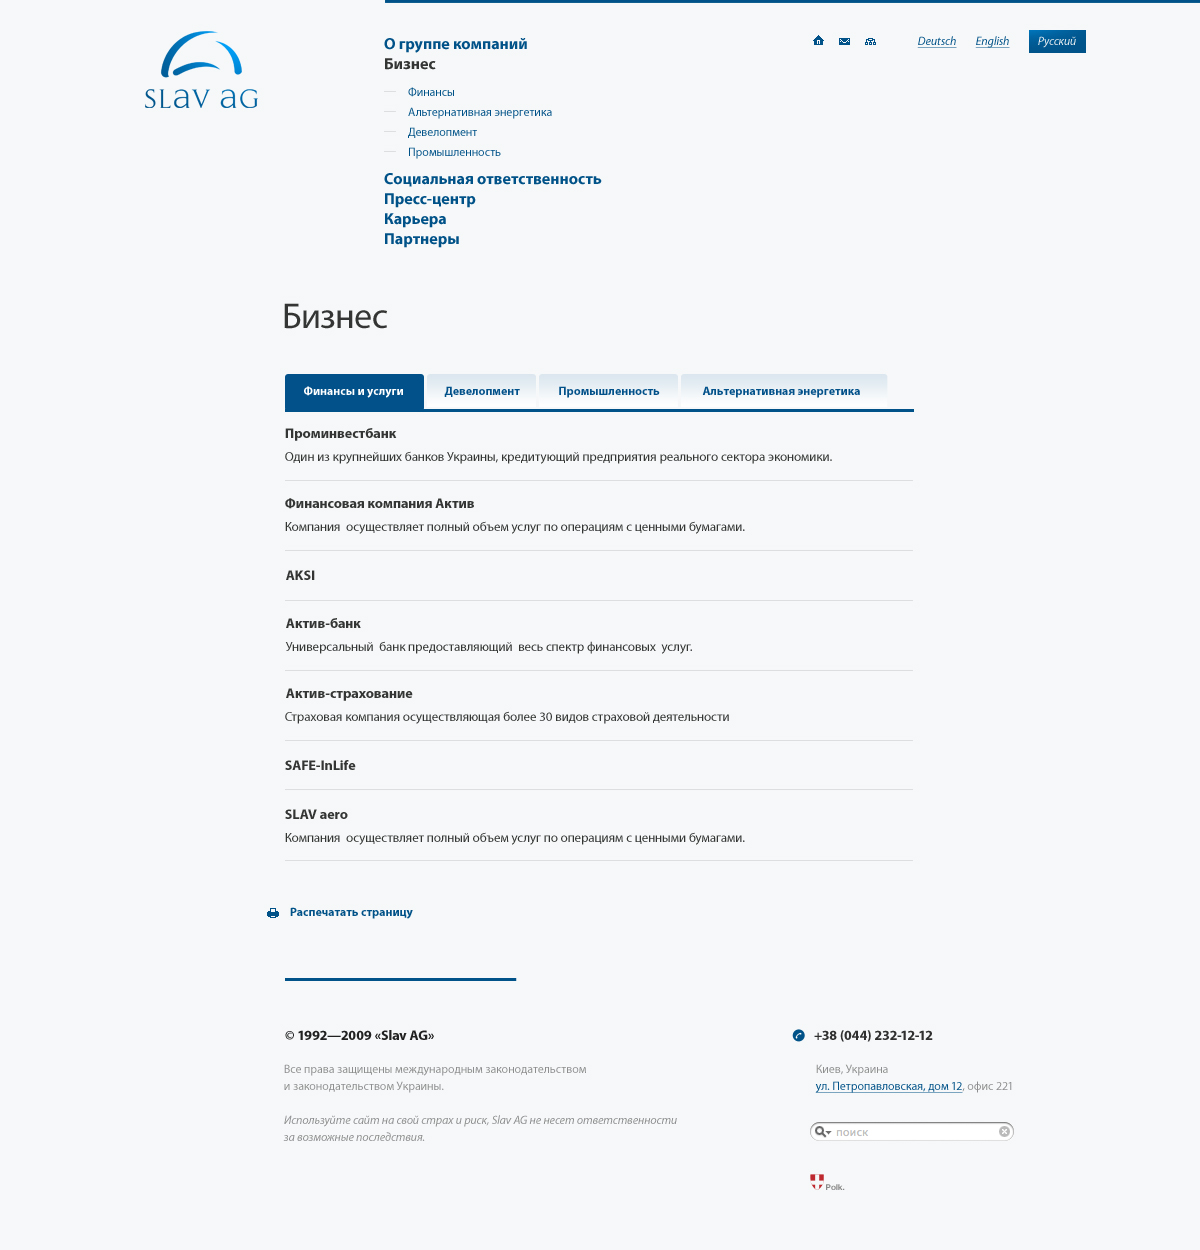 SLAV AG
О группе компаний
Бизнес
Финансы
Альтернативная энергетика
Девелопмент
Промышленность
Социальная ответственность
Пресс-центр
Карьера
Партнеры
Deutsch English Русский
Бизнес
Финансы и услуги Девелопмент Промышленность Альтернативная энергетика
Проминвестбанк
Один из крупнейших банков Украины, кредитующий предприятия реального сектора экономики.
Финансовая компания Актив
Компания осуществляет полный объем услуг по операциям с ценными бумагами.
AKSI
Актив-банк
Универсальный банк предоставляющий весь спектр финансовых услуг.
Актив-страхование
Страховая компания осуществляющая более 30 видов страховой деятельности
SAFE-InLife
SLAV aero
Компания осуществляет полный объем услуг по операциям с ценными бумагами.
Распечатать страницу
© 1992—2009 «Slav AG»
Все права защищены международным законодательством
и законодательством Украины.
Используйте сайт на свой страх и риск, Slav AG не несет ответственности
за возможные последствия.
+38 (044) 232-12-12
Киев, Украина
ул. Петропавловская, дом 12, офис 221
поиск
Polk.